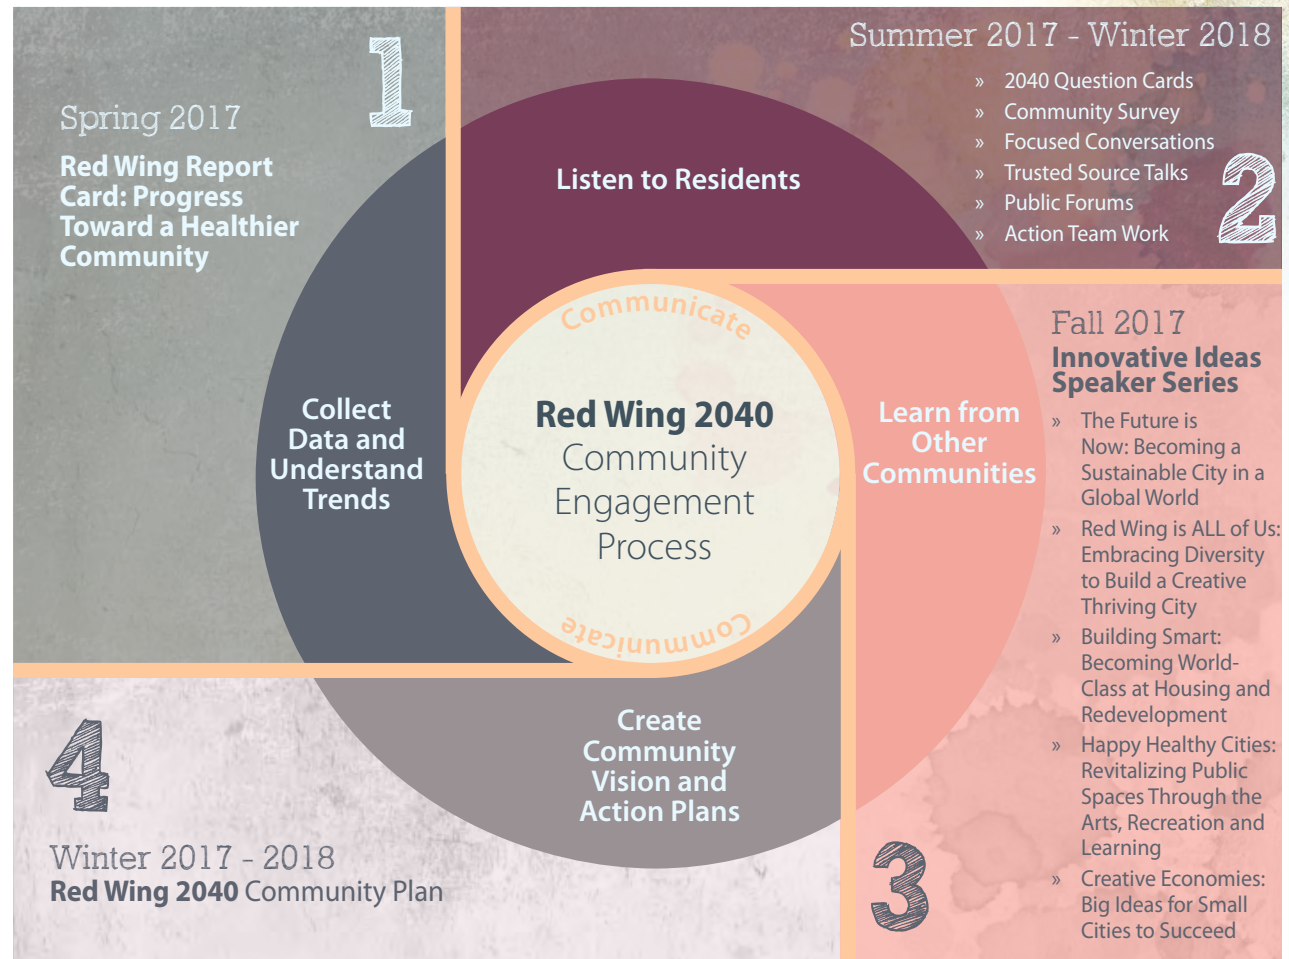 1
Spring 2017
Red Wing Report
Card: Progress
Toward a Healthier
Community
Collect
Data and
Understand
Trends
Summer 2017 - Winter 2018
» 2040 Question Cards
» Community Survey
» Focused Conversations
» Trusted Source Talks
» Public Forums
» Action Team Work
2
Listen to Residents
Communicate
Red Wing 2040
Community
Engagement
Process
Communicate
Learn from
Other
Communities
Fall 2017
Innovative Ideas
Speaker Series
» The Future is
Now: Becoming a
Sustainable City in a
Global World
» Red Wing is ALL of Us:
Embracing Diversity
to Build a Creative
Thriving City
» Building Smart:
Becoming World-
Class at Housing and
Redevelopment
» Happy Healthy Cities:
Revitalizing Public
Spaces Through the
Arts, Recreation and
Learning
» Creative Economies:
Big Ideas for Small
Cities to Succeed
3
Create
Community
Vision and
Action Plans
4
Winter 2017 - 2018
Red Wing 2040 Community Plan